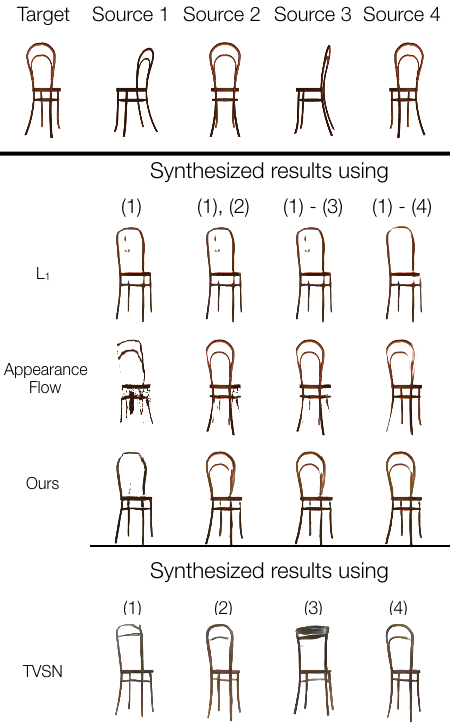 Target Source 1 Source 2 Source 3 Source 4
Synthesized results using
(1) (1), (2) (1) - (3) (1) - (4)
L₁
Appearance
Flow
Ours
Synthesized results using
(1) (2) (3) (4)
TVSN